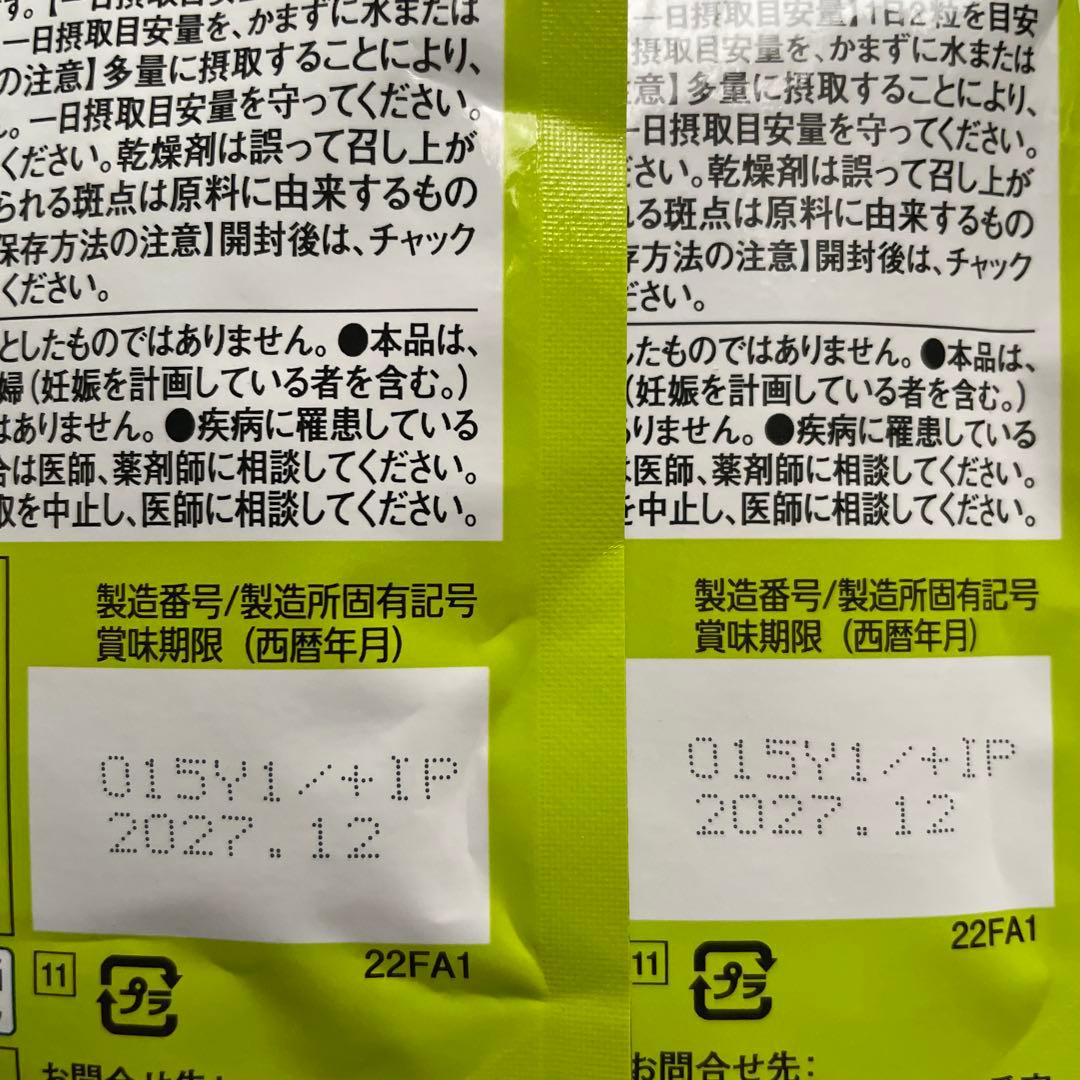 す。【一日摂取目安量】
一日摂取目安量を、かまずに水または
の注意】多量に摂取することにより、
。一日摂取目安量を守ってください。
ください。乾燥剤は誤って召し上が
られる斑点は原料に由来するもの
保存方法の注意】開封後は、チャック
ください。
としたものではありません。●本品は、
婦(妊娠を計画している者を含む。)
はありません。●疾病に罹患している
合は医師、薬剤師に相談してください。
取を中止し、医師に相談してください。
製造番号/製造所固有記号
賞味期限(西暦年月)
015Y1/+IP
2027.12
22FA1
11
プラ
お問合せ先:
一日摂取目安量】1日2粒を目安
摂取目安量を、かまずに水または
意】多量に摂取することにより、
一日摂取目安量を守ってください。
ださい。乾燥剤は誤って召し上が
れる斑点は原料に由来するもの
存方法の注意】開封後は、チャック
ださい。
したものではありません。●本品は、
(妊娠を計画している者を含む。)
ありません。●疾病に罹患している
は医師、薬剤師に相談してください。
を中止し、医師に相談してください。
製造番号/製造所固有記号
賞味期限(西暦年月)
015Y1/+IP
2027.12
22FA1
11
プラ
お問合せ先: